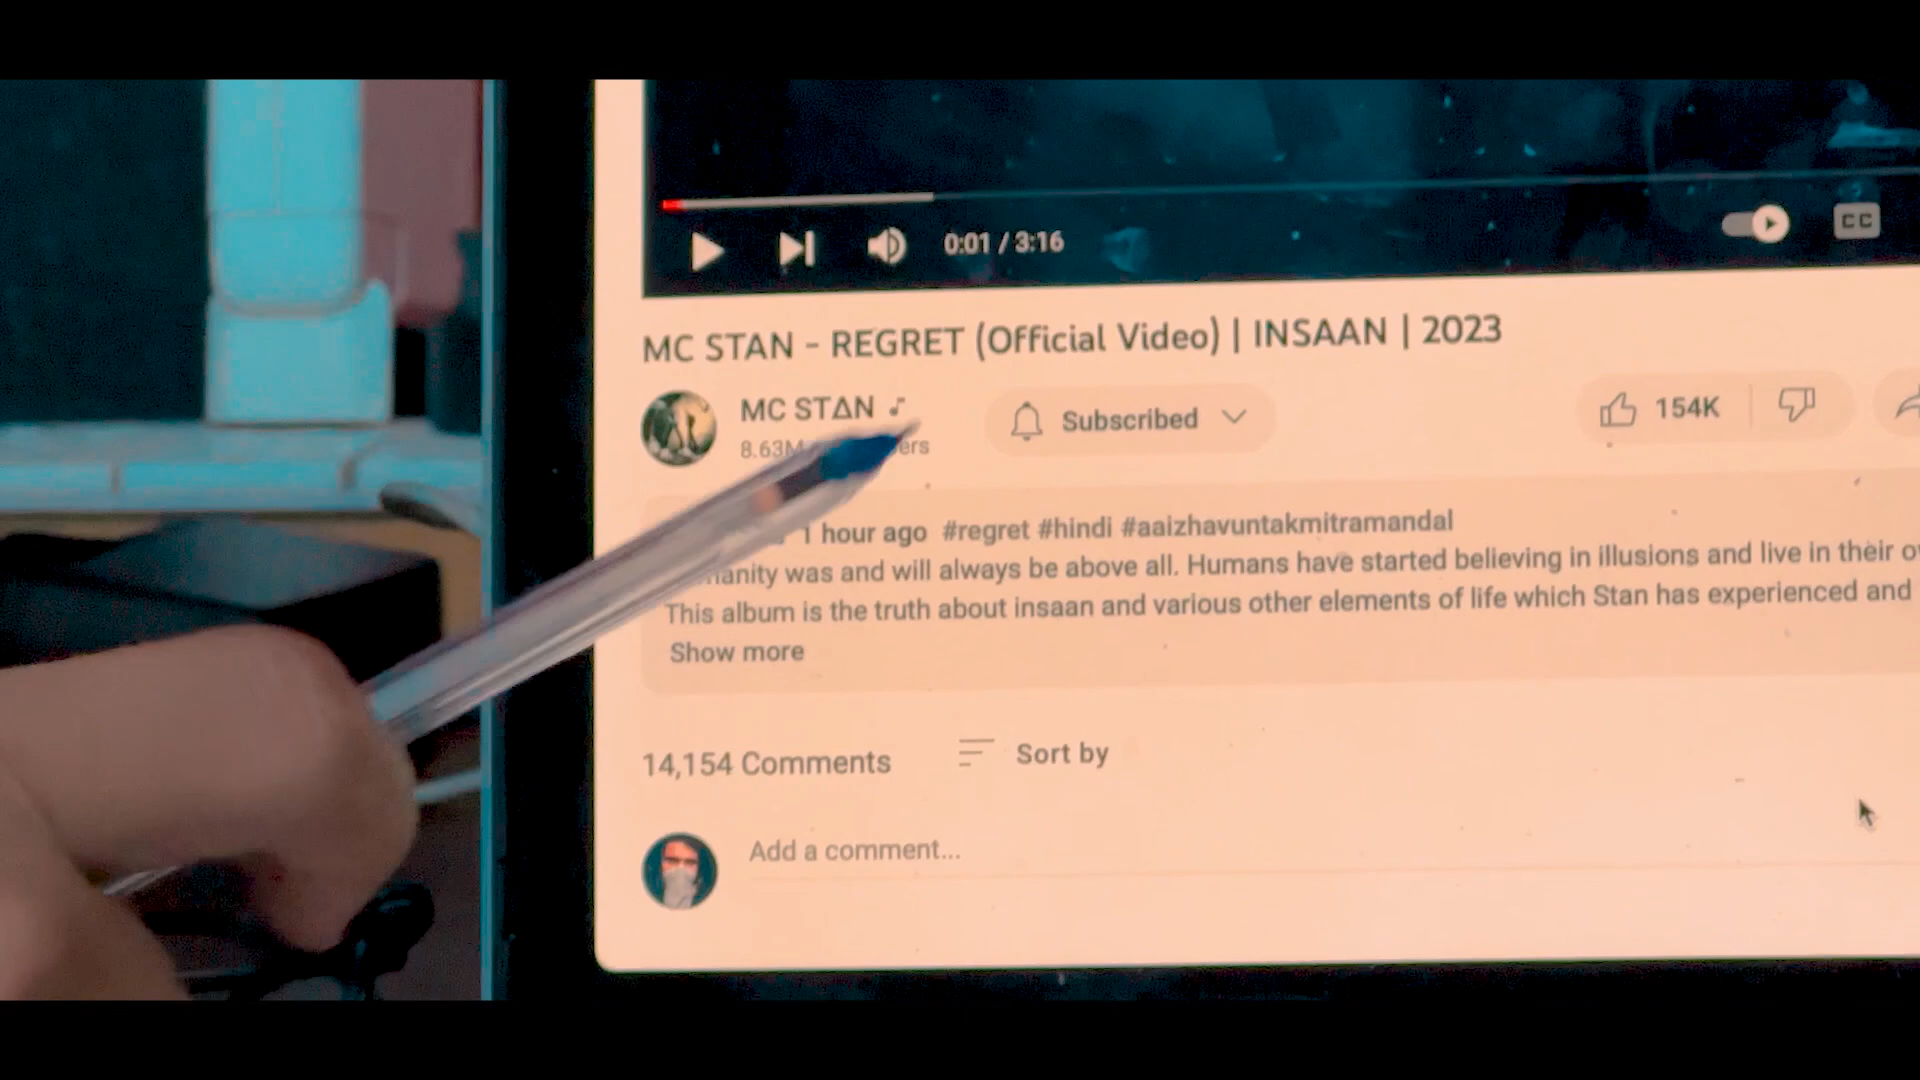 CC
0:01 / 3:16
MC STAN - REGRET (Official Video) | INSAAN | 2023
MC STΔN ♪
8.63M
Subscribed
154K
1 hour ago #regret #hindi #aaizhavuntakmitramandal
was and will always be above all. Humans have started believing in illusions and live in their
This album is the truth about insaan and various other elements of life which Stan has experienced and
Show more
14,154 Comments
Sort by
Add a comment...